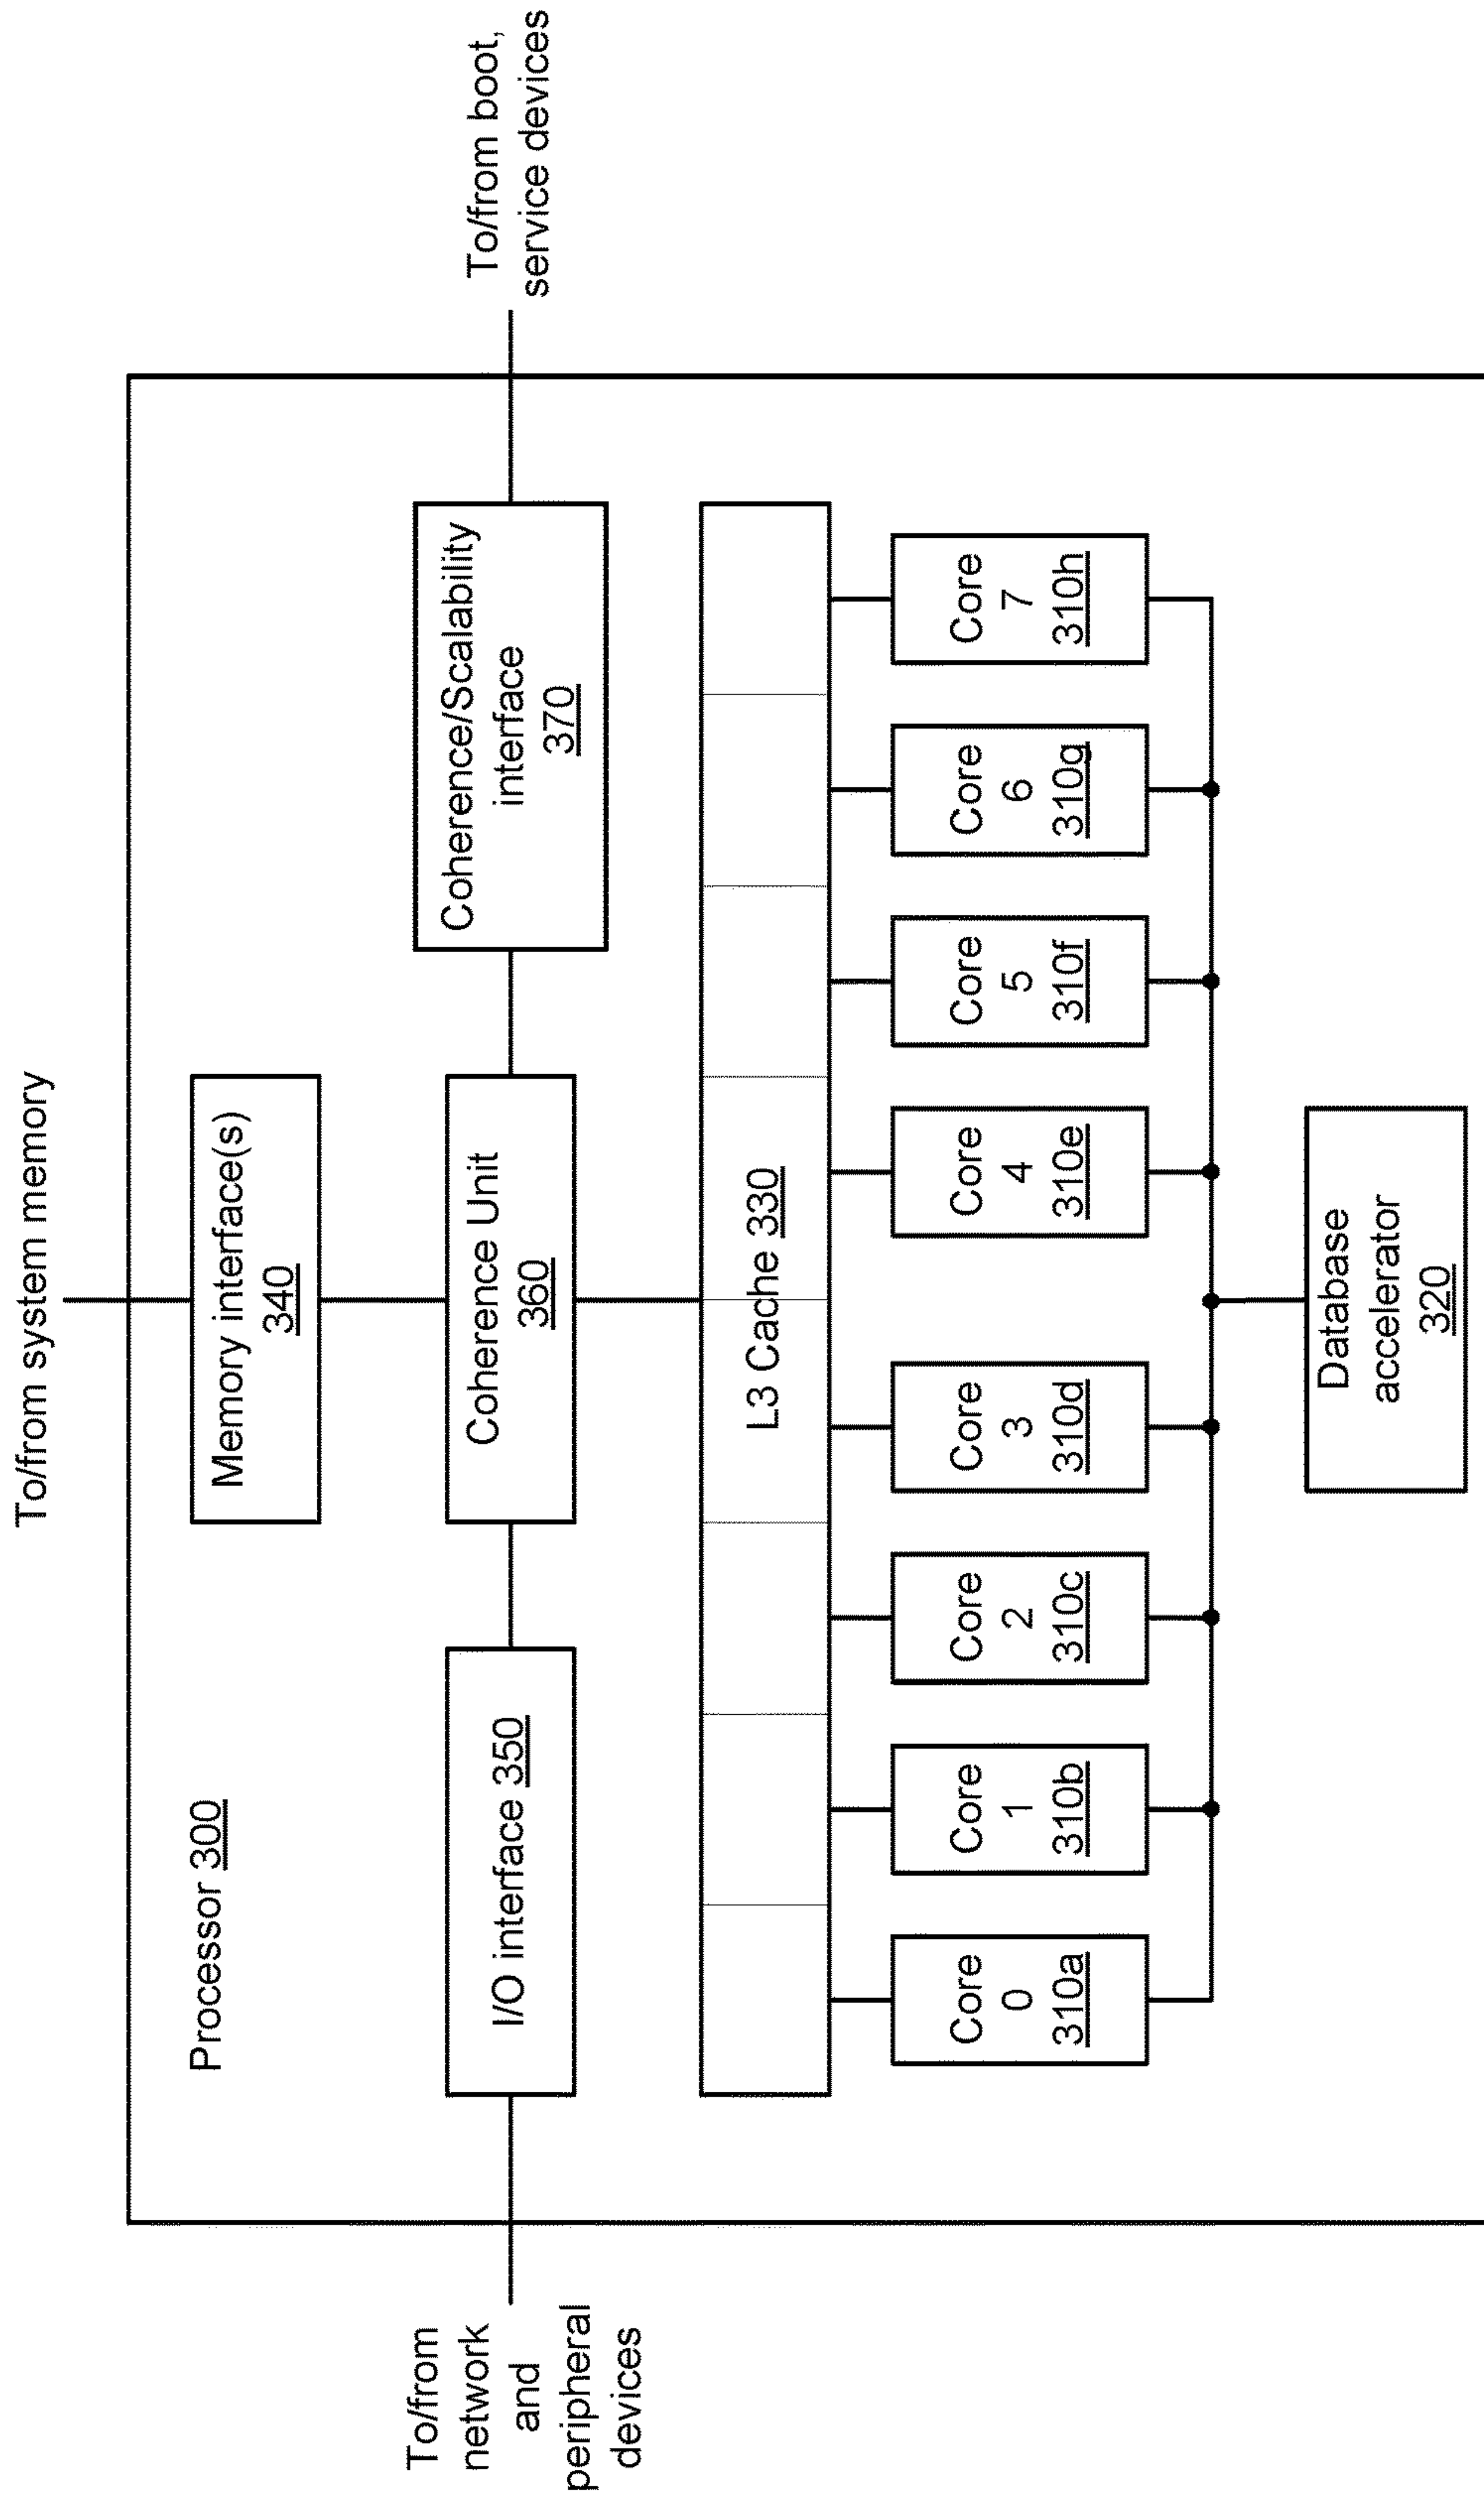 To/from system memory
Processor 300
Memory interface(s)
340
To/from
network
and
peripheral
devices
I/O interface 350
Coherence Unit
360
Coherence/Scalability
interface
370
To/from boot,
service devices
L3 Cache 330
Core
0
310a
Core
1
310b
Core
2
310c
Core
3
310d
Core
4
310e
Core
5
310f
Core
6
310g
Core
7
310h
Database
accelerator
320